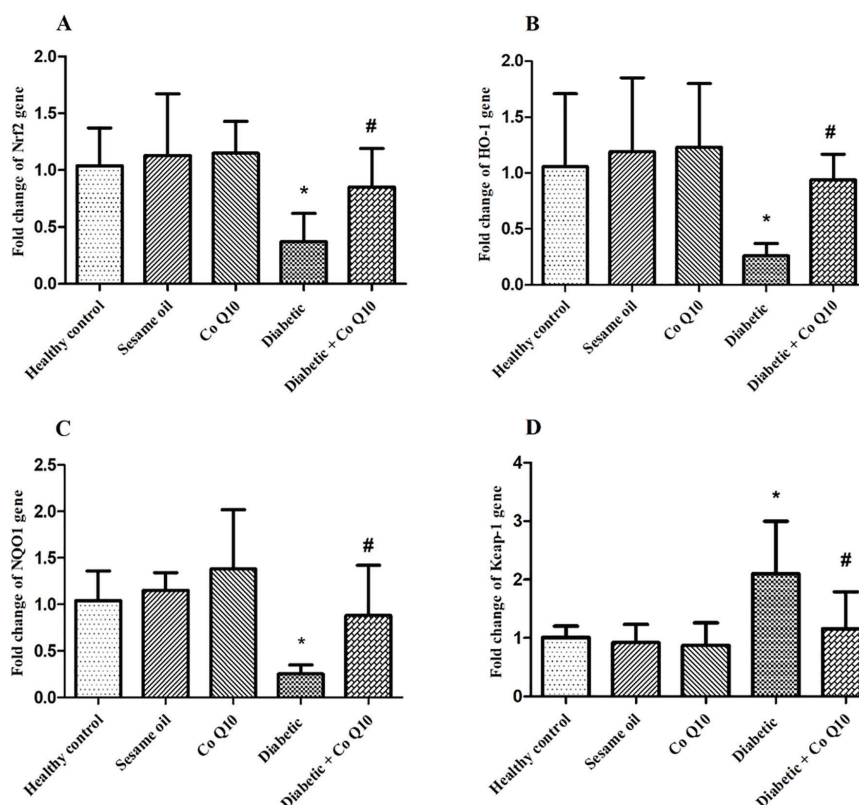 A
Fold change of Nrf2 gene
2.0
1.5
1.0
0.5
0.0
*
#
Healthy control
Sesame oil
Co Q10
Diabetic
Diabetic + Co Q10
B
Fold change of HO-1 gene
2.0
1.5
1.0
0.5
0.0
*
#
Healthy control
Sesame oil
Co Q10
Diabetic
Diabetic + Co Q10
C
Fold change of NQO1 gene
2.5
2.0
1.5
1.0
0.5
0.0
*
#
Healthy control
Sesame oil
Co Q10
Diabetic
Diabetic + Co Q10
D
Fold change of Keap-1 gene
4
3
2
1
0
*
#
Healthy control
Sesame oil
Co Q10
Diabetic
Diabetic + Co Q10